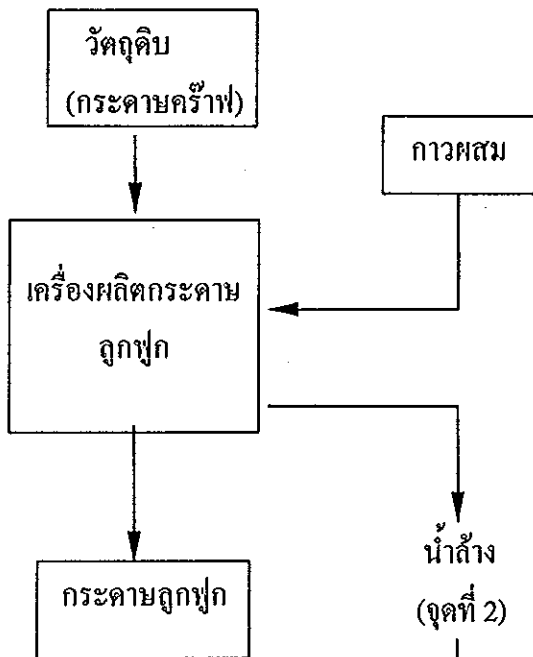 วัตถุดิบ
(กระดาษคร๊าฟ)
กาวผสม
เครื่องผลิตกระดาษ
ลูกฟูก
น้ำล้าง
(จุดที่ 2)
กระดาษลูกฟูก